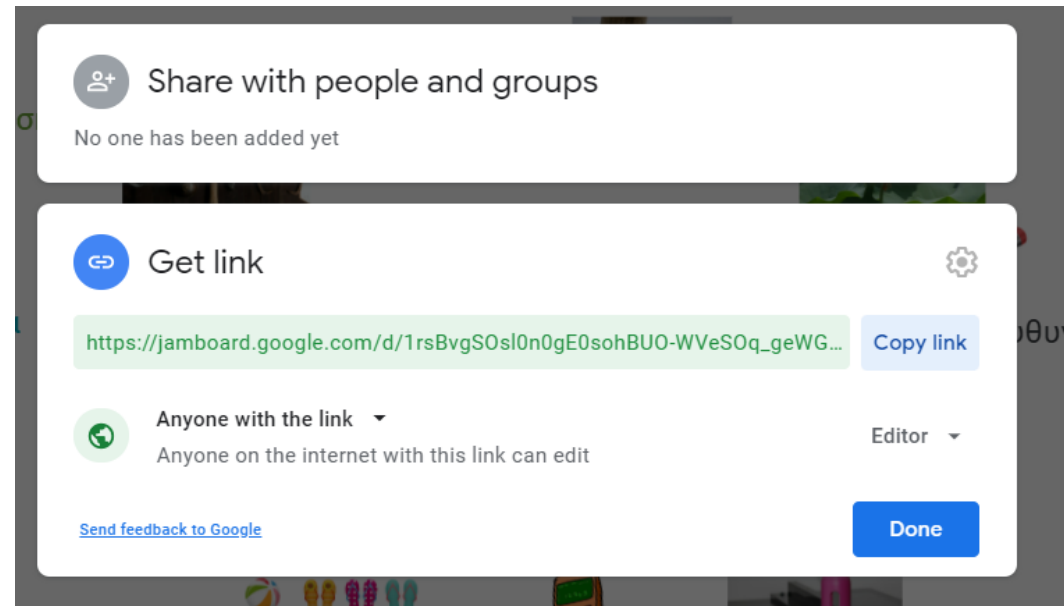 Share with people and groups
No one has been added yet
Get link
https://jamboard.google.com/d/1rsBvgSOsl0n0gE0sohBUO-WVeSOq_geWG...
Copy link
Anyone with the link
Editor
Anyone on the internet with this link can edit
Send feedback to Google
Done